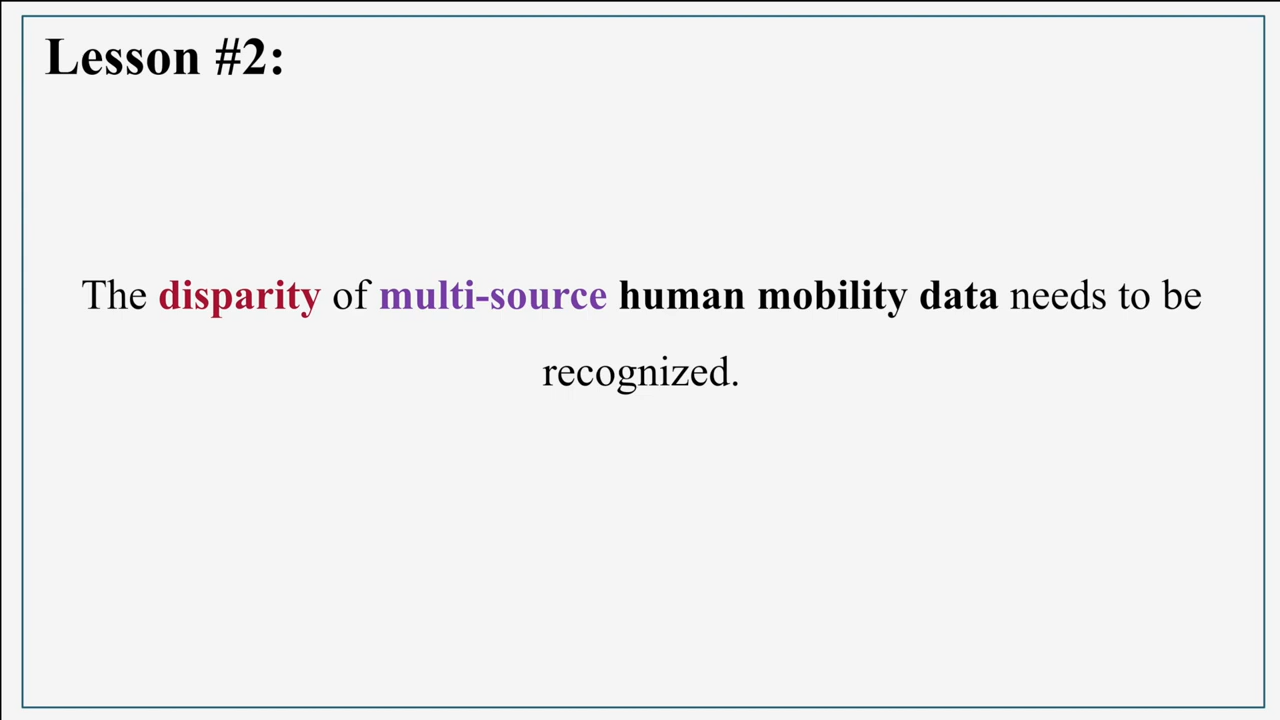 Lesson #2:
The disparity of multi-source human mobility data needs to be
recognized.